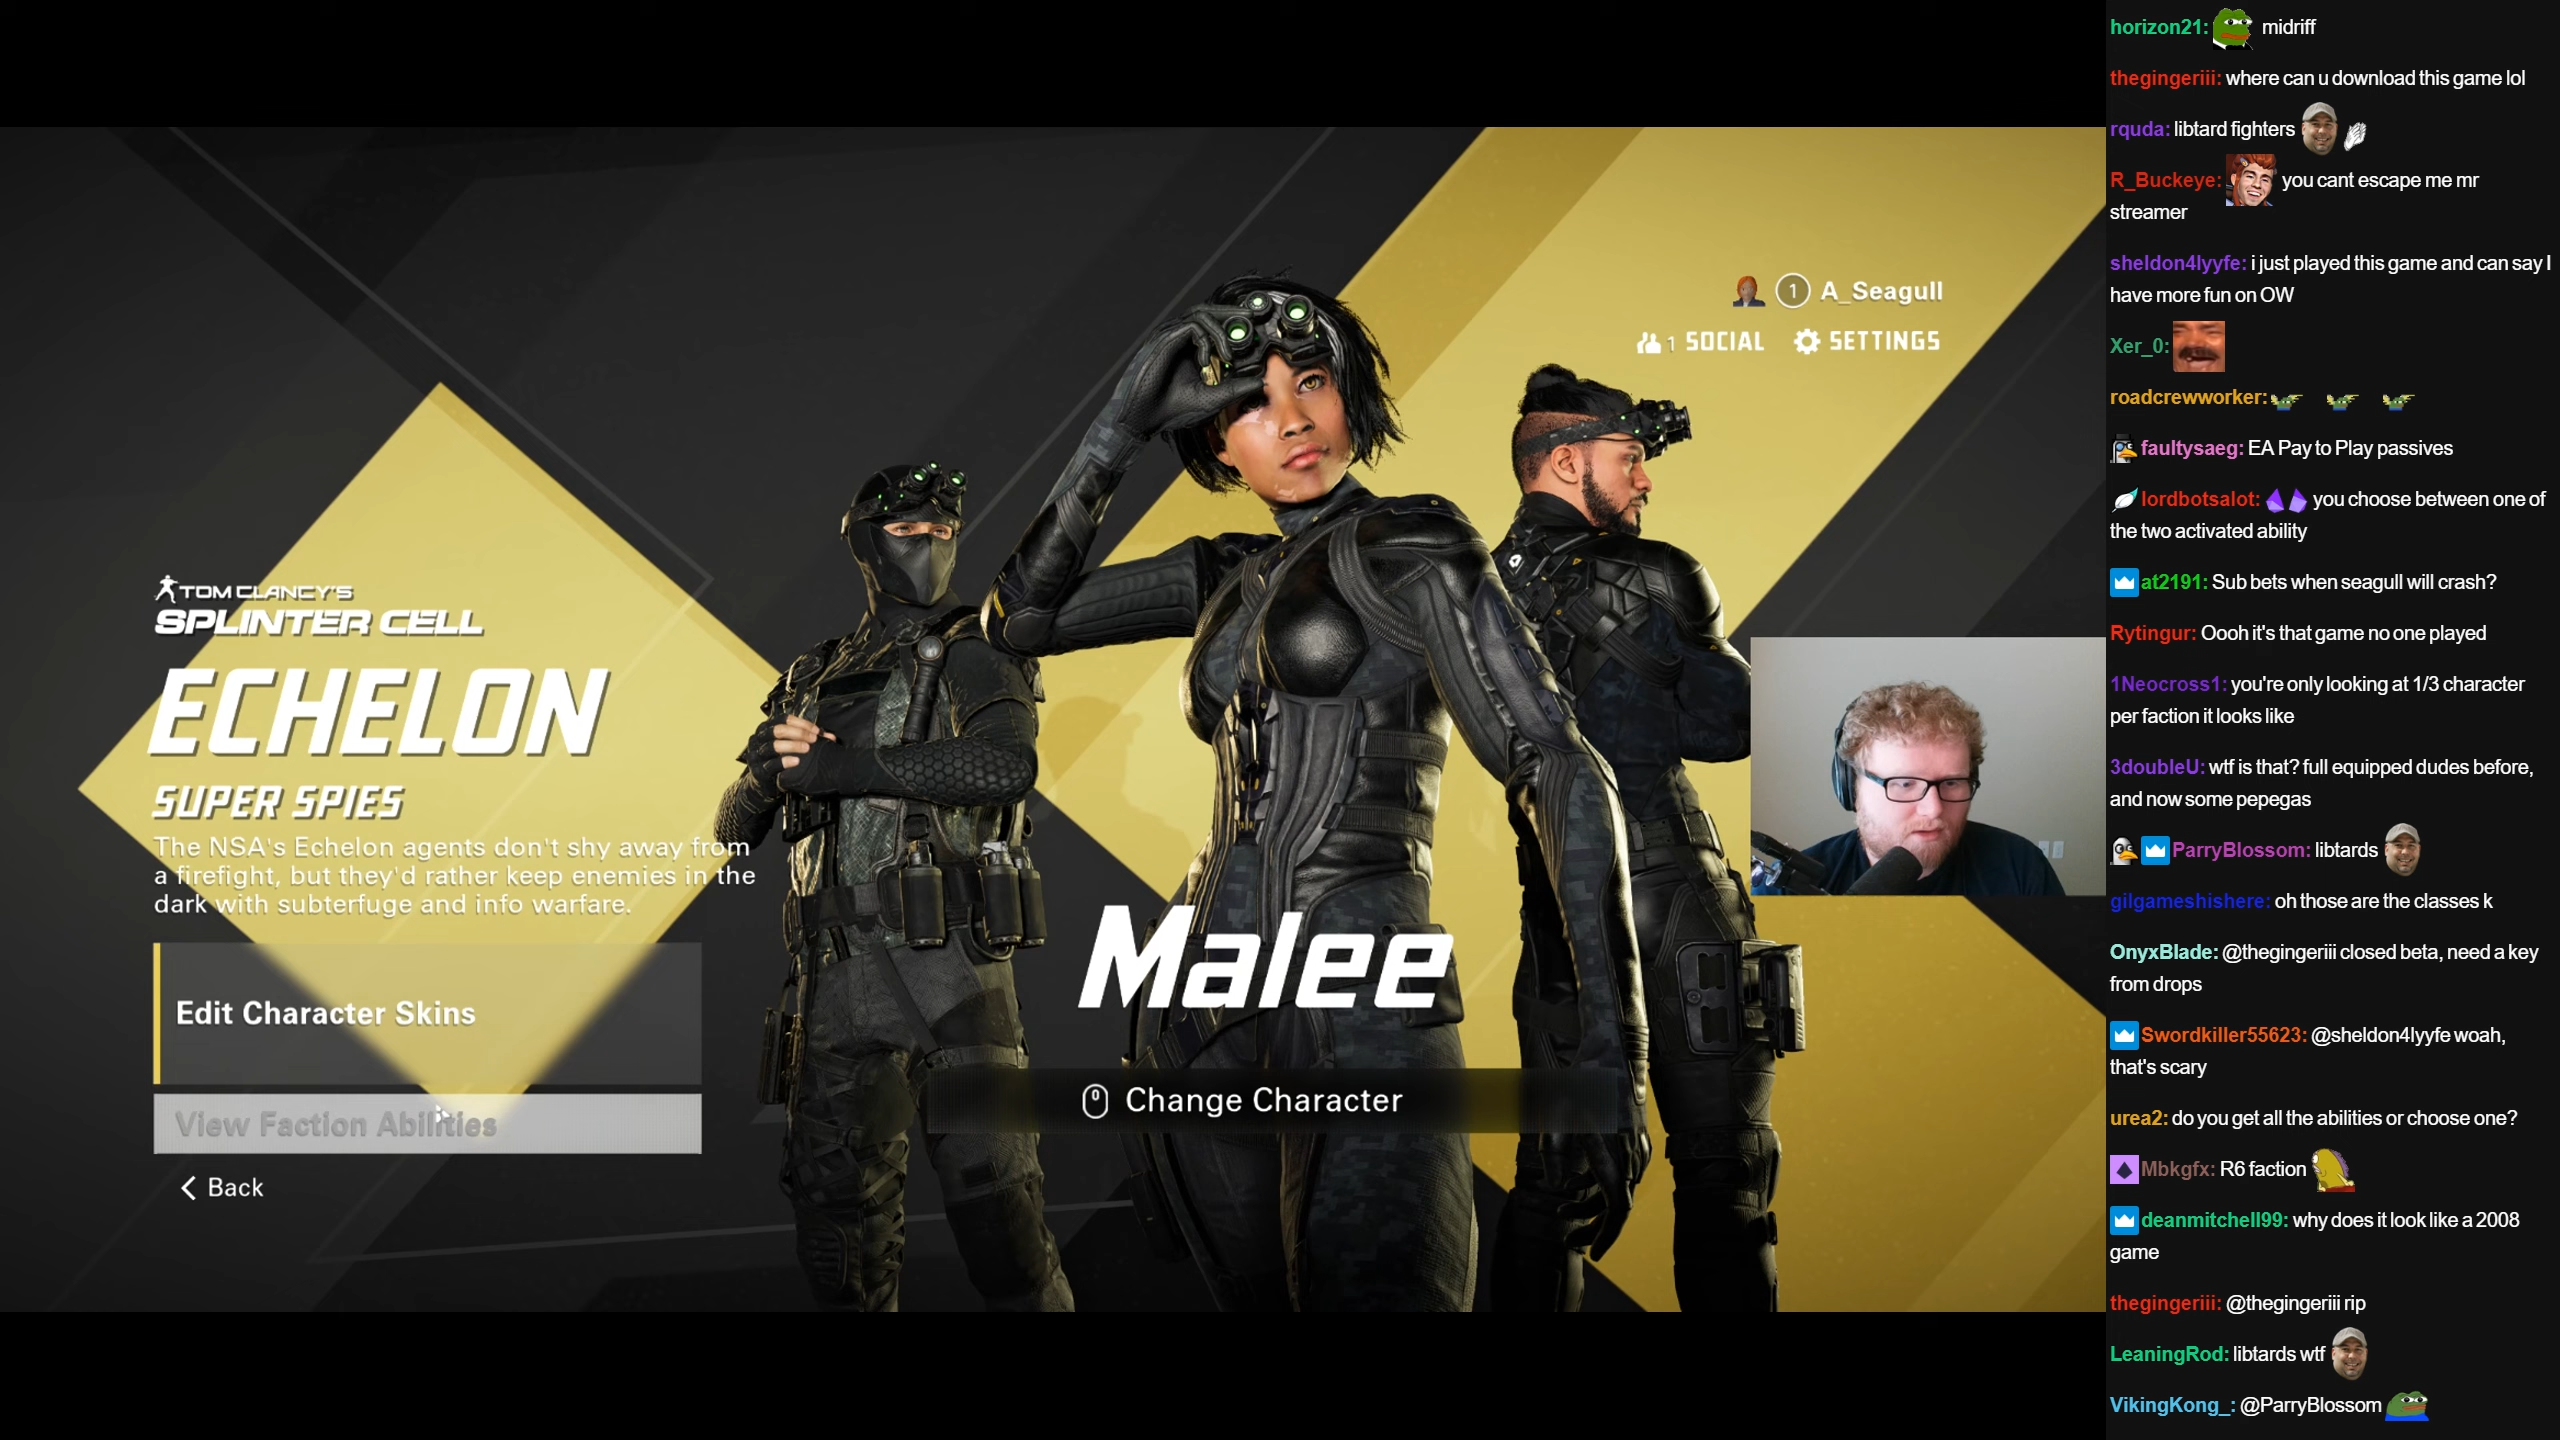 TOM CLANCY'S
SPLINTER CELL
ECHELON
SUPER SPIES
The NSA's Echelon agents don't shy away from
a firefight, but they'd rather keep enemies in the
dark with subterfuge and info warfare.
Edit Character Skins
View Faction Abilities
Back
1 A_Seagull
1 SOCIAL SETTINGS
Malee
Change Character
horizon21: midriff
thegingeriii: where can u download this game lol
rquda: libtard fighters
R_Buckeye: you cant escape me mr
streamer
sheldon4lyyfe: i just played this game and can say I
have more fun on OW
Xer_0:
roadcrewworker:
faultysaeg: EA Pay to Play passives
lordbotsalot: you choose between one of
the two activated ability
at2191: Sub bets when seagull will crash?
Rytingur: Oooh it's that game no one played
1Neocross1: you're only looking at 1/3 character
per faction it looks like
3doubleU: wtf is that? full equipped dudes before,
and now some pepegas
ParryBlossom: libtards
gilgameshishere: oh those are the classes k
OnyxBlade: @thegingeriii closed beta, need a key
from drops
Swordkiller55623: @sheldon4lyyfe woah,
that's scary
urea2: do you get all the abilities or choose one?
Mbkgfx: R6 faction
deanmitchell99: why does it look like a 2008
game
thegingeriii: @thegingeriii rip
LeaningRod: libtards wtf
VikingKong_: @ParryBlossom